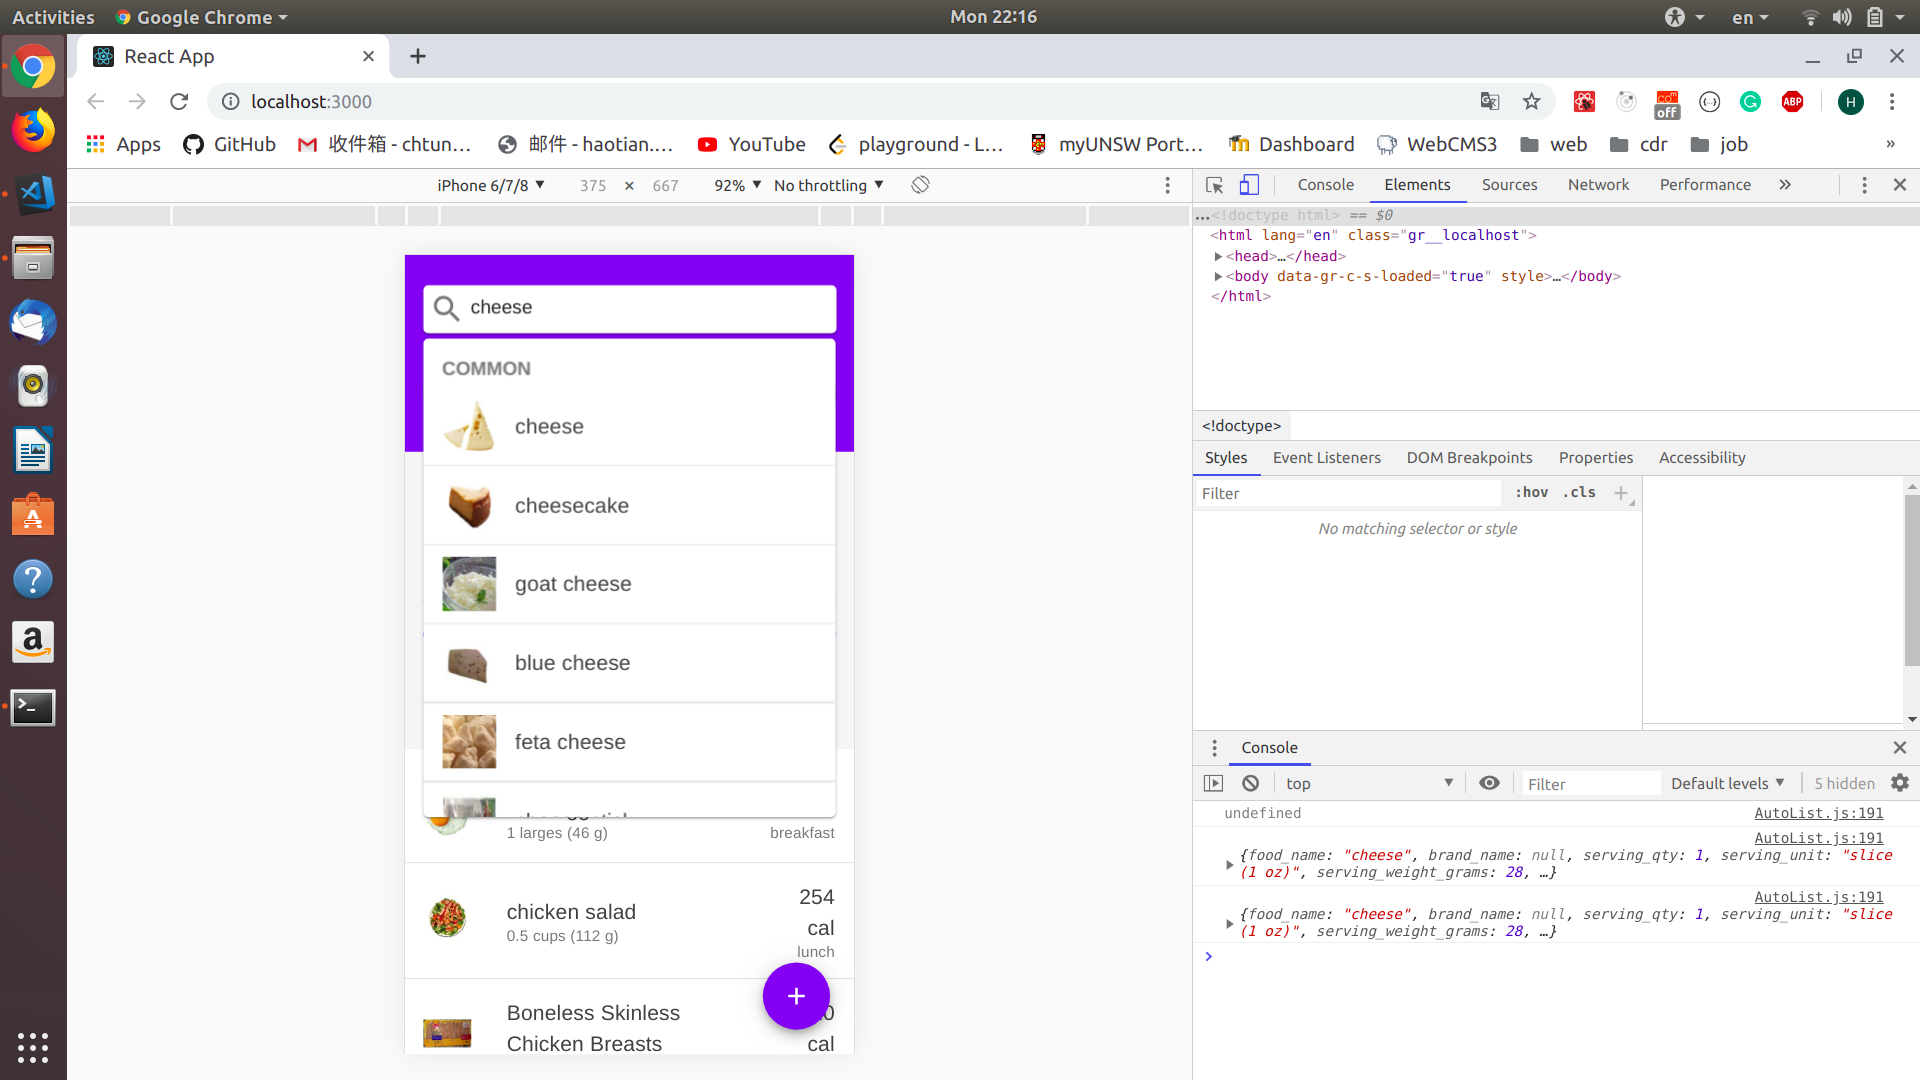 Activities
Google Chrome
Mon 22:16
en
React App
localhost:3000
off
ABP
H
Apps
GitHub
收件箱 - chtun...
邮件 - haotian....
YouTube
playground - L...
myUNSW Port...
Dashboard
WebCMS3
web
cdr
job
»
iPhone 6/7/8
375 × 667
92%
No throttling
Console
Elements
Sources
Network
Performance
»
...<!doctype html> == $0
<html lang="en" class="gr__localhost">
<head>…</head>
<body data-gr-c-s-loaded="true" style>…</body>
</html>
<!doctype>
Styles
Event Listeners
DOM Breakpoints
Properties
Accessibility
Filter
:hov
.cls
No matching selector or style
cheese
COMMON
cheese
cheesecake
goat cheese
blue cheese
feta cheese
1 larges (46 g)
breakfast
chicken salad
0.5 cups (112 g)
254
cal
lunch
Boneless Skinless
Chicken Breasts
cal
Console
top
Filter
Default levels
5 hidden
undefined
AutoList.js:191
AutoList.js:191
{food_name: "cheese", brand_name: null, serving_qty: 1, serving_unit: "slice
(1 oz)", serving_weight_grams: 28, …}
AutoList.js:191
{food_name: "cheese", brand_name: null, serving_qty: 1, serving_unit: "slice
(1 oz)", serving_weight_grams: 28, …}